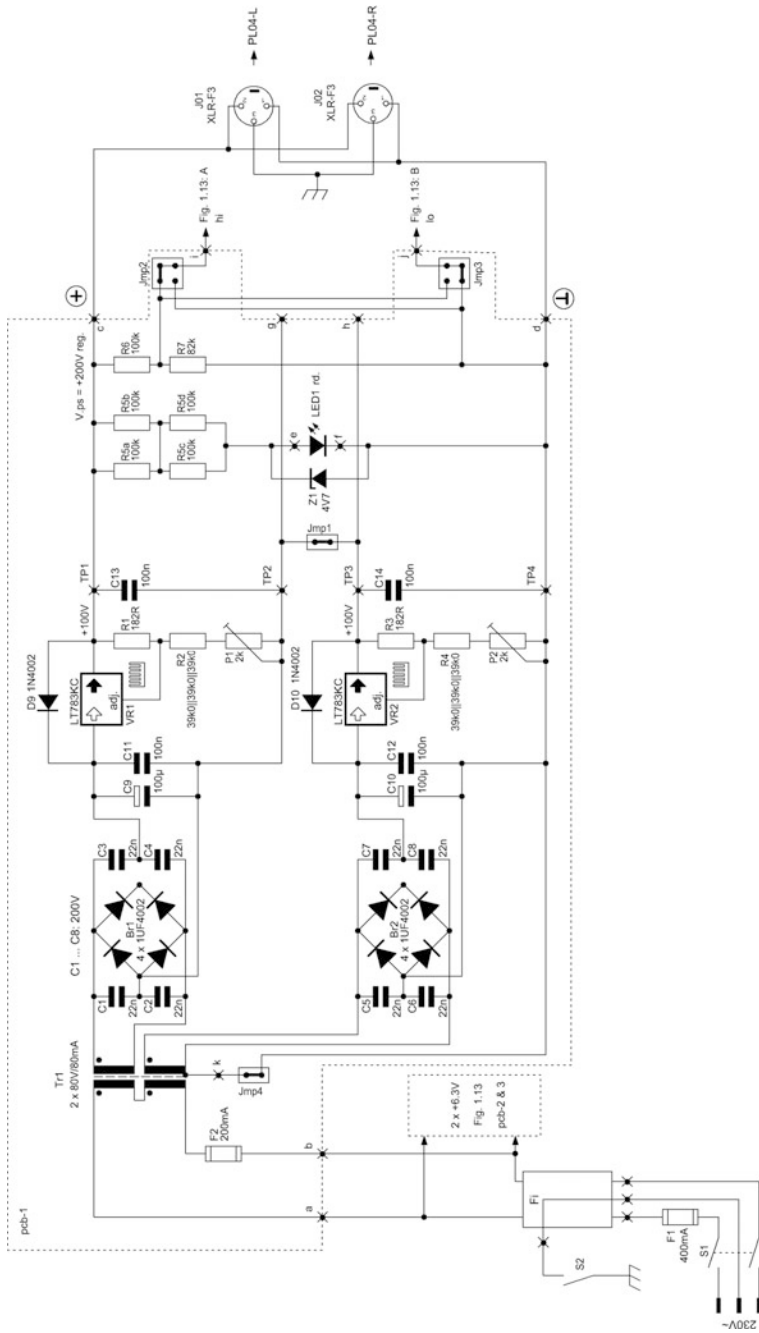 pcb-1
Tr1
2 x 80V/80mA
C1 ... C8: 200V
C1
22n
C2
22n
Br1
4 x 1UF4002
C3
22n
C4
22n
C9
100µ
C11
100n
D9 1N4002
LT783KC
adj.
VR1
+100V
R1
182R
R2
39k0||39k0||39k0
P1
2k
TP1
C13
100n
TP2
V.ps = +200V reg.
R5a
100k
R5b
100k
R5c
100k
R5d
100k
R6
100k
R7
82k
c
+
Jmp2
i
Fig. 1.13: A
hi
J01
XLR-F3
PL04-L
J02
XLR-F3
PL04-R
g
h
Z1
4V7
e
f
LED1 rd.
Jmp1
Jmp3
j
Fig. 1.13: B
lo
C5
22n
C6
22n
Br2
4 x 1UF4002
C7
22n
C8
22n
C10
100µ
C12
100n
D10 1N4002
LT783KC
adj.
VR2
+100V
R3
182R
R4
39k0||39k0||39k0
P2
2k
TP3
C14
100n
TP4
d
k
Jmp4
F2
200mA
a
b
2 x +6.3V
Fig. 1.13
pcb-2 & 3
Fi
F1
400mA
S1
S2
230V~